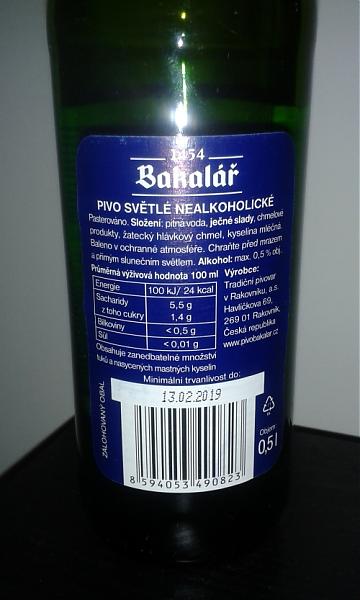 1454
Bakalář
PIVO SVĚTLÉ NEALKOHOLICKÉ
Pasterováno. Složení: pitná voda, ječné slady, chmelové
produkty, žatecký hlávkový chmel, kyselina mléčná.
Baleno v ochranné atmosféře. Chraňte před mrazem
a přímým slunečním světlem. Alkohol: max. 0,5 % obj.
Průměrná výživová hodnota 100 ml
Energie 100 kJ/ 24 kcal
Sacharidy 5,5 g
z toho cukry 1,4 g
Bílkoviny < 0,5 g
Sůl < 0,01 g
Obsahuje zanedbatelné množství
tuků a nasycených mastných kyselin
Výrobce:
Tradiční pivovar
v Rakovníku, a.s.
Havlíčkova 69,
269 01 Rakovník,
Česká republika
www.pivobakalar.cz
Minimální trvanlivost do:
13.02.2019
ZÁLOHOVANÝ OBAL
Objem:
0,5 l
8 594053 490823